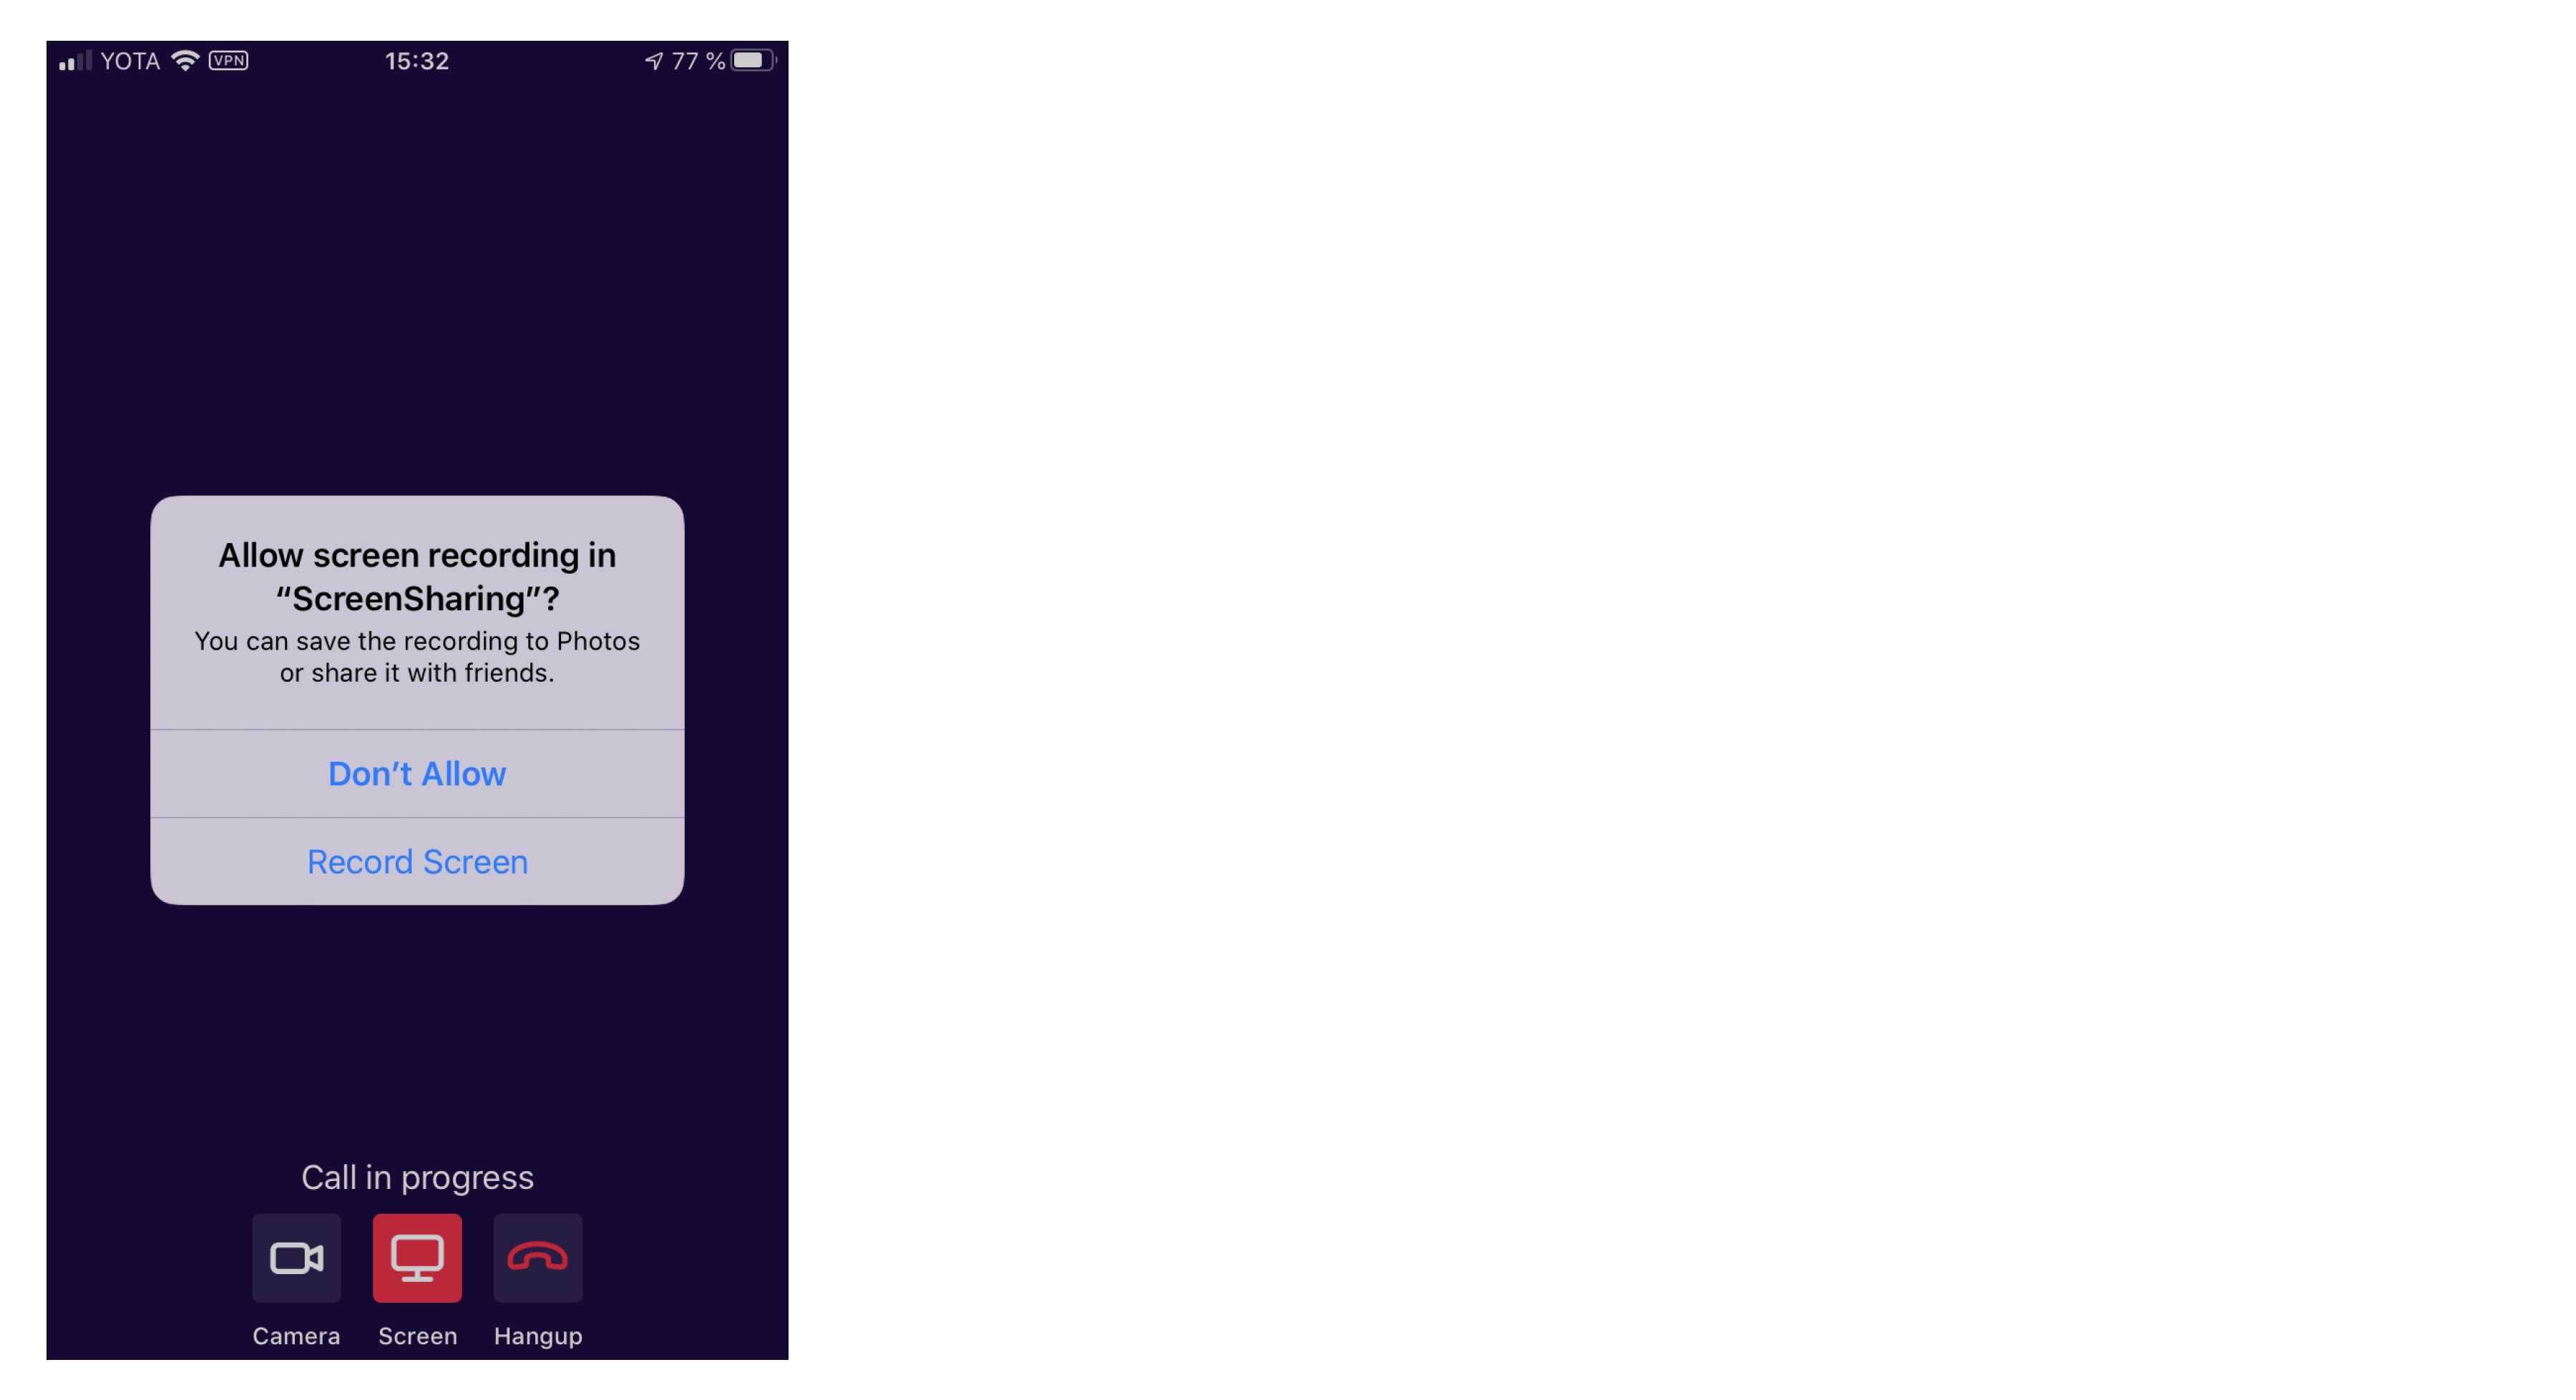 YOTA VPN 15:32 77 %
Allow screen recording in
“ScreenSharing”?
You can save the recording to Photos
or share it with friends.
Don’t Allow
Record Screen
Call in progress
Camera Screen Hangup